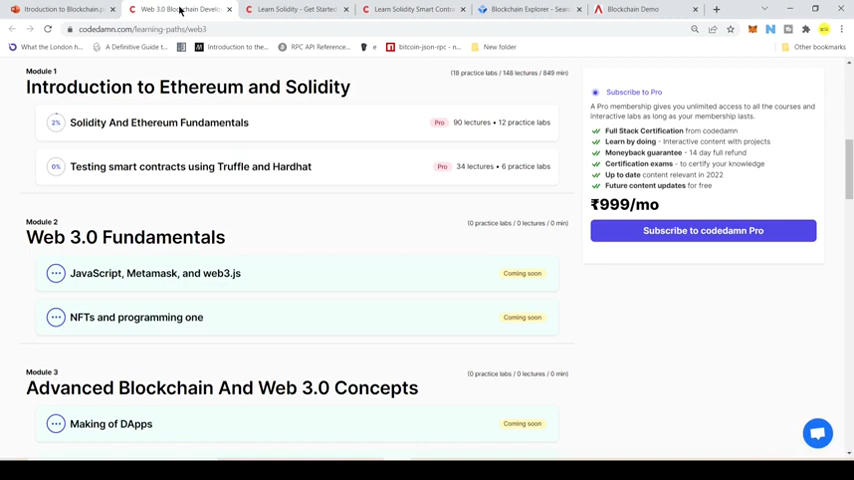 Itroduction to Blockchain.p
Web 3.0 Blockchain Develo
Learn Solidity - Get Started
Learn Solidity Smart Contra
Blockchain Explorer - Sear
Blockchain Demo
codedamn.com/learning-paths/web3
What the London h...
A Definitive Guide t...
Introduction to the...
RPC API Reference...
e
bitcoin-json-rpc - n...
New folder
Other bookmarks
Module 1
(18 practice labs / 148 lectures / 849 min)
Introduction to Ethereum and Solidity
2%
Solidity And Ethereum Fundamentals
Pro
90 lectures • 12 practice labs
0%
Testing smart contracts using Truffle and Hardhat
Pro
34 lectures • 6 practice labs
Module 2
(0 practice labs / 0 lectures / 0 min)
Web 3.0 Fundamentals
JavaScript, Metamask, and web3.js
Coming soon
NFTs and programming one
Coming soon
Module 3
(0 practice labs / 0 lectures / 0 min)
Advanced Blockchain And Web 3.0 Concepts
Making of DApps
Coming soon
Subscribe to Pro
A Pro membership gives you unlimited access to all the courses and
interactive labs as long as your membership lasts.
Full Stack Certification from codedamn
Learn by doing - Interactive content with projects
Moneyback guarantee - 14 day full refund
Certification exams - to certify your knowledge
Up to date content relevant in 2022
Future content updates for free
₹999/mo
Subscribe to codedamn Pro